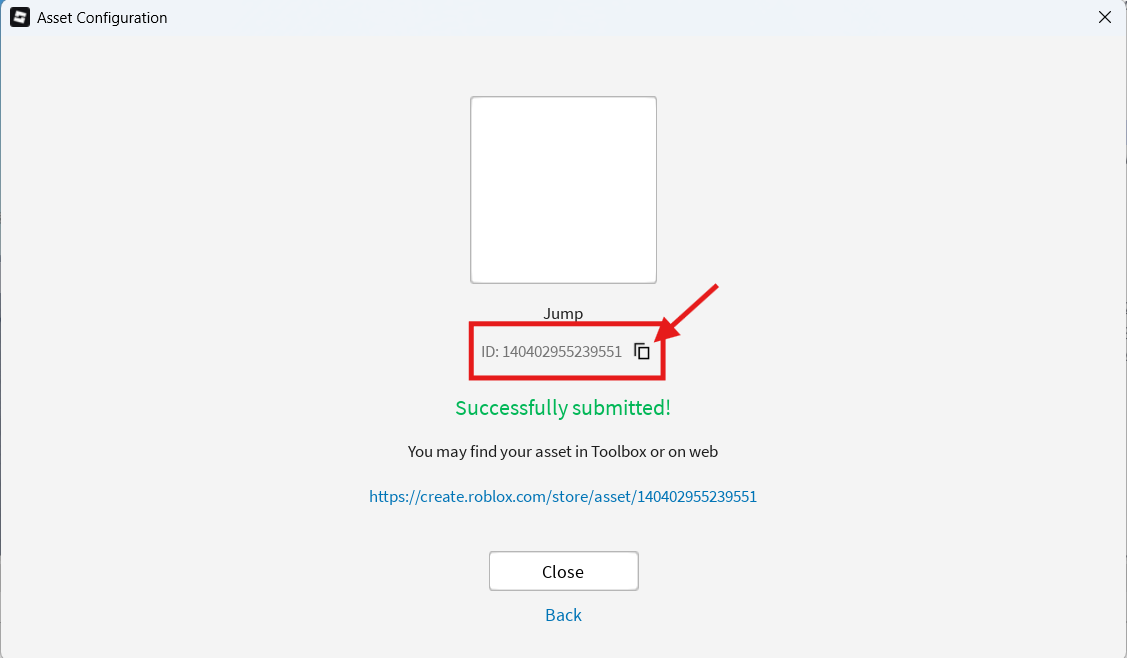 Asset Configuration
Jump
ID: 140402955239551
Successfully submitted!
You may find your asset in Toolbox or on web
https://create.roblox.com/store/asset/140402955239551
Close
Back